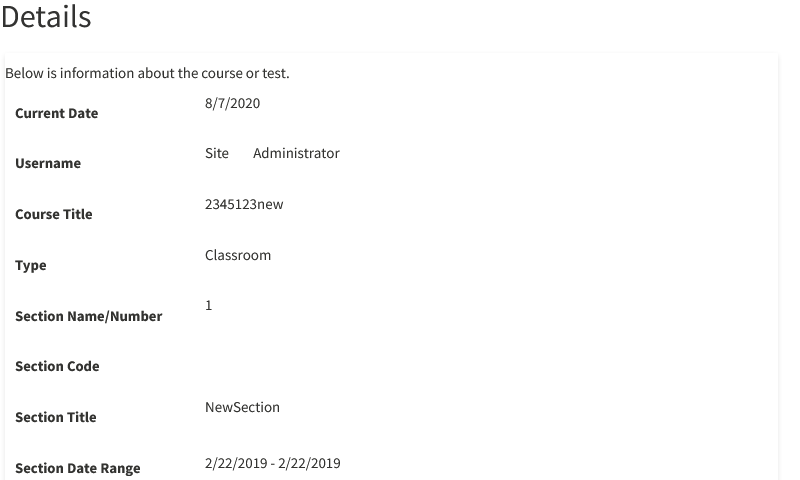 Details
Below is information about the course or test.
Current Date 8/7/2020
Username Site Administrator
Course Title 2345123new
Type Classroom
Section Name/Number 1
Section Code
Section Title NewSection
Section Date Range 2/22/2019 - 2/22/2019